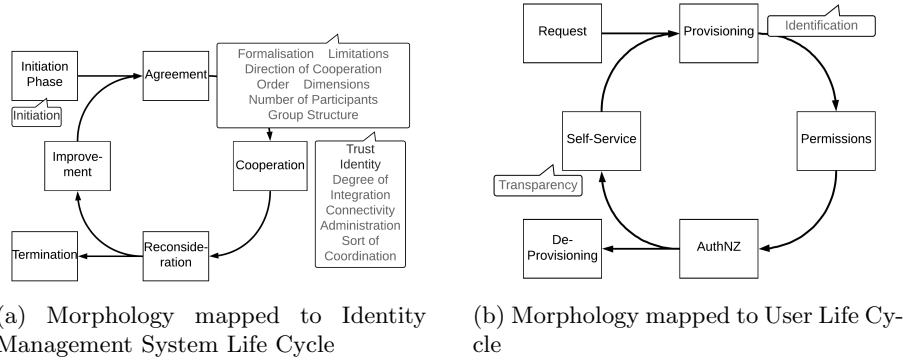 Initiation
Phase
Initiation
Agreement
Formalisation Limitations
Direction of Cooperation
Order Dimensions
Number of Participants
Group Structure
Improve-
ment
Cooperation
Trust
Identity
Degree of
Integration
Connectivity
Administration
Sort of
Coordination
Termination
Reconside-
ration
(a) Morphology mapped to Identity
Management System Life Cycle
Request
Provisioning
Identification
Self-Service
Permissions
Transparency
De-
Provisioning
AuthNZ
(b) Morphology mapped to User Life Cy-
cle